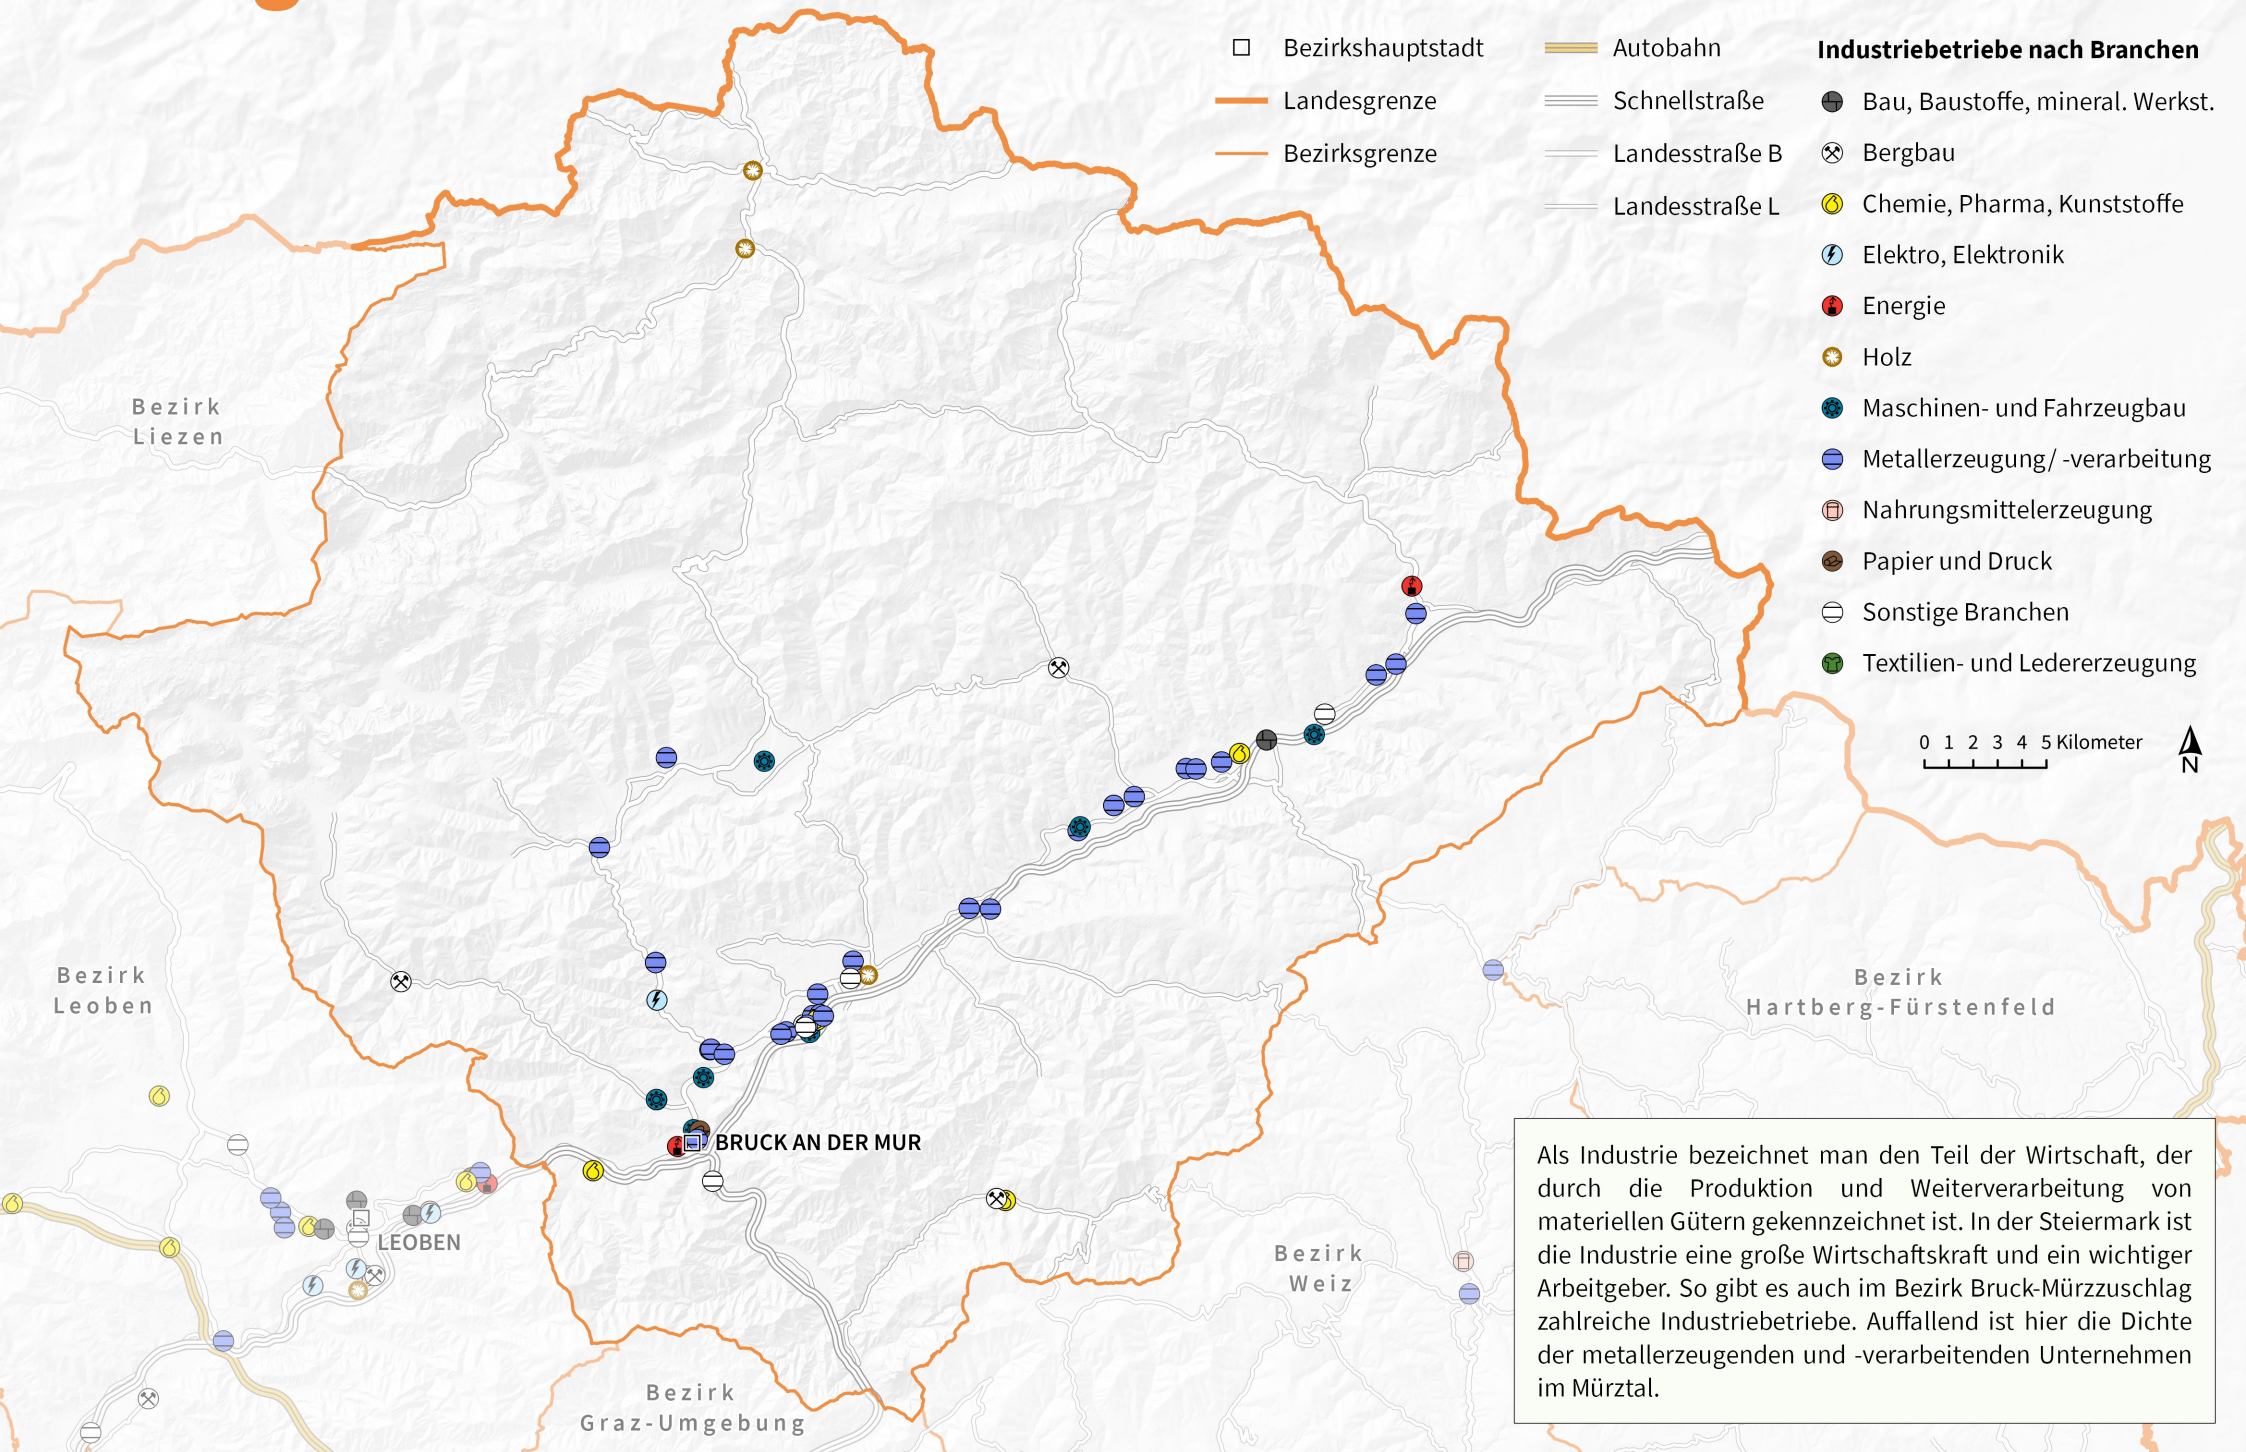 Bezirkshauptstadt
Landesgrenze
Bezirksgrenze
Autobahn
Schnellstraße
Landesstraße B
Landesstraße L
Industriebetriebe nach Branchen
Bau, Baustoffe, mineral. Werkst.
Bergbau
Chemie, Pharma, Kunststoffe
Elektro, Elektronik
Energie
Holz
Maschinen- und Fahrzeugbau
Metallerzeugung/ -verarbeitung
Nahrungsmittelerzeugung
Papier und Druck
Sonstige Branchen
Textilien- und Ledererzeugung
0 1 2 3 4 5 Kilometer
N
Bezirk
Liezen
Bezirk
Leoben
Bezirk
Hartberg-Fürstenfeld
BRUCK AN DER MUR
LEOBEN
Bezirk
Weiz
Bezirk
Graz-Umgebung
Als Industrie bezeichnet man den Teil der Wirtschaft, der
durch die Produktion und Weiterverarbeitung von
materiellen Gütern gekennzeichnet ist. In der Steiermark ist
die Industrie eine große Wirtschaftskraft und ein wichtiger
Arbeitgeber. So gibt es auch im Bezirk Bruck-Mürzzuschlag
zahlreiche Industriebetriebe. Auffallend ist hier die Dichte
der metallerzeugenden und -verarbeitenden Unternehmen
im Mürztal.